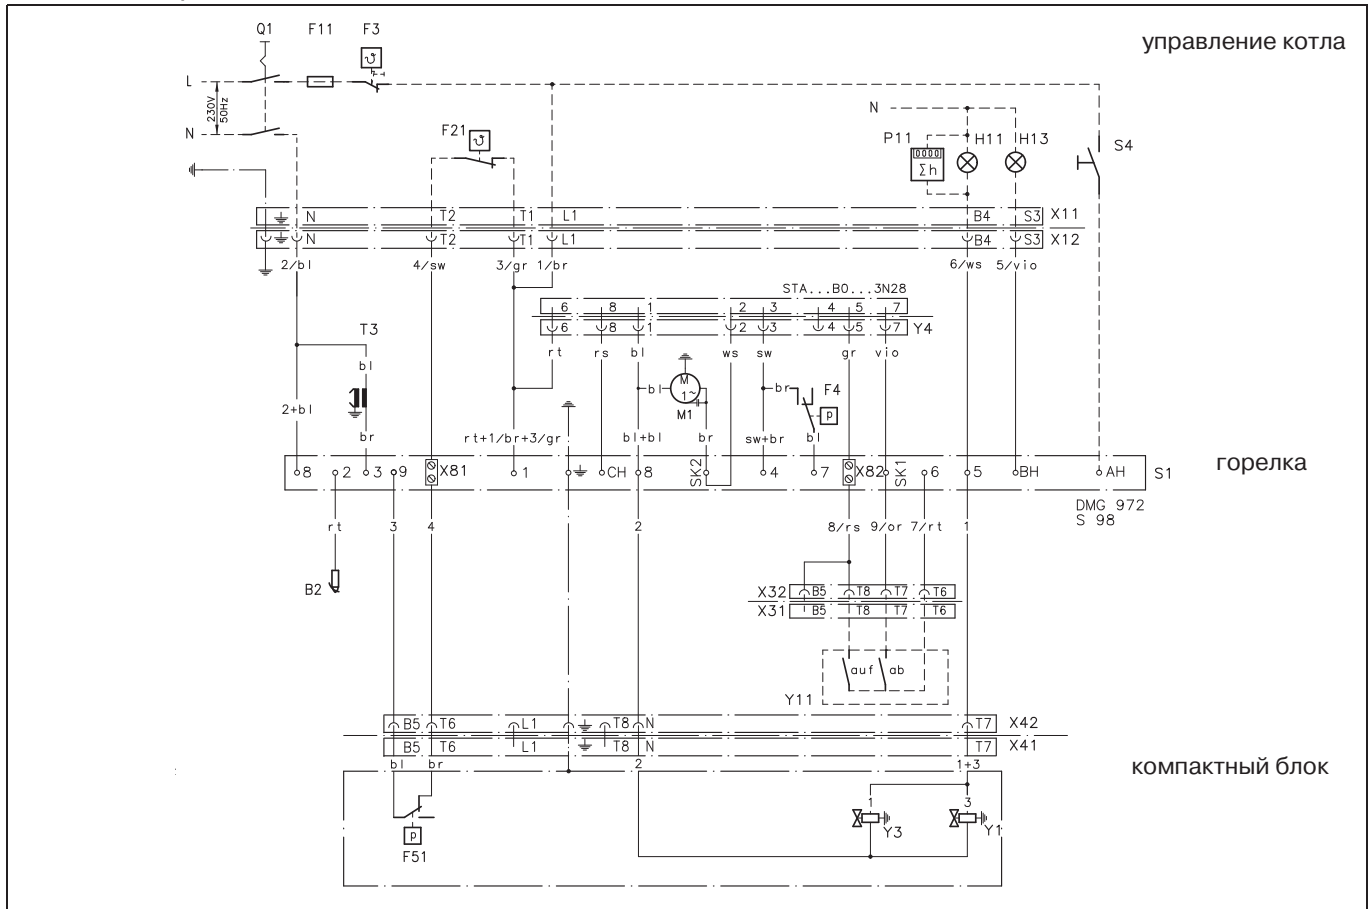 Q1 F11 F3
управление котла
L
230V
50Hz
N
N
F21
P11 H11 H13
S4
0000
Σh
ϑ
ϑ
N T2 T1 L1 B4 S3 X11
N T2 T1 L1 B4 S3 X12
2/bl 4/sw 3/gr 1/br 6/ws 5/vio
STA...B0...3N28
6 8 1 2 3 4 5 7
6 8 1 2 3 4 5 7 Y4
rt rs bl ws sw gr vio
T3
bl
bl M 1~ br F4
M1 p
2+bl
br rt+1/br+3/gr bl+bl br sw+br bl
8 2 3 9 X81 1 CH 8 SK2 4 7 X82 SK1 6 5 BH AH S1
горелка
DMG 972
S 98
rt 3 4 2 8/rs 9/or 7/rt 1
B2
X32 B5 T8 T7 T6
X31 B5 T8 T7 T6
auf ab
Y11
B5 T6 L1 T8 N T7 X42
B5 T6 L1 T8 N T7 X41
bl br 2 1+3
компактный блок
1 3
Y3 Y1
p
F51